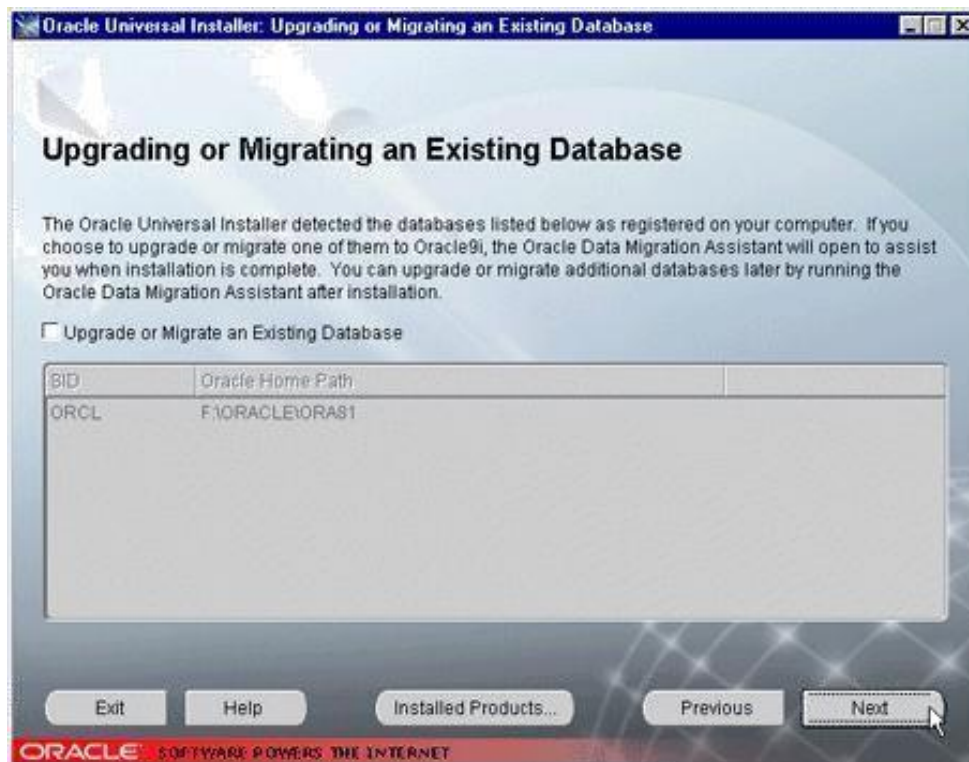 Oracle Universal Installer: Upgrading or Migrating an Existing Database
Upgrading or Migrating an Existing Database
The Oracle Universal Installer detected the databases listed below as registered on your computer. If you
choose to upgrade or migrate one of them to Oracle9i, the Oracle Data Migration Assistant will open to assist
you when installation is complete. You can upgrade or migrate additional databases later by running the
Oracle Data Migration Assistant after installation.
Upgrade or Migrate an Existing Database
SID Oracle Home Path
ORCL F:\ORACLE\ORA81
Exit Help Installed Products... Previous Next
ORACLE SOFTWARE POWERS THE INTERNET